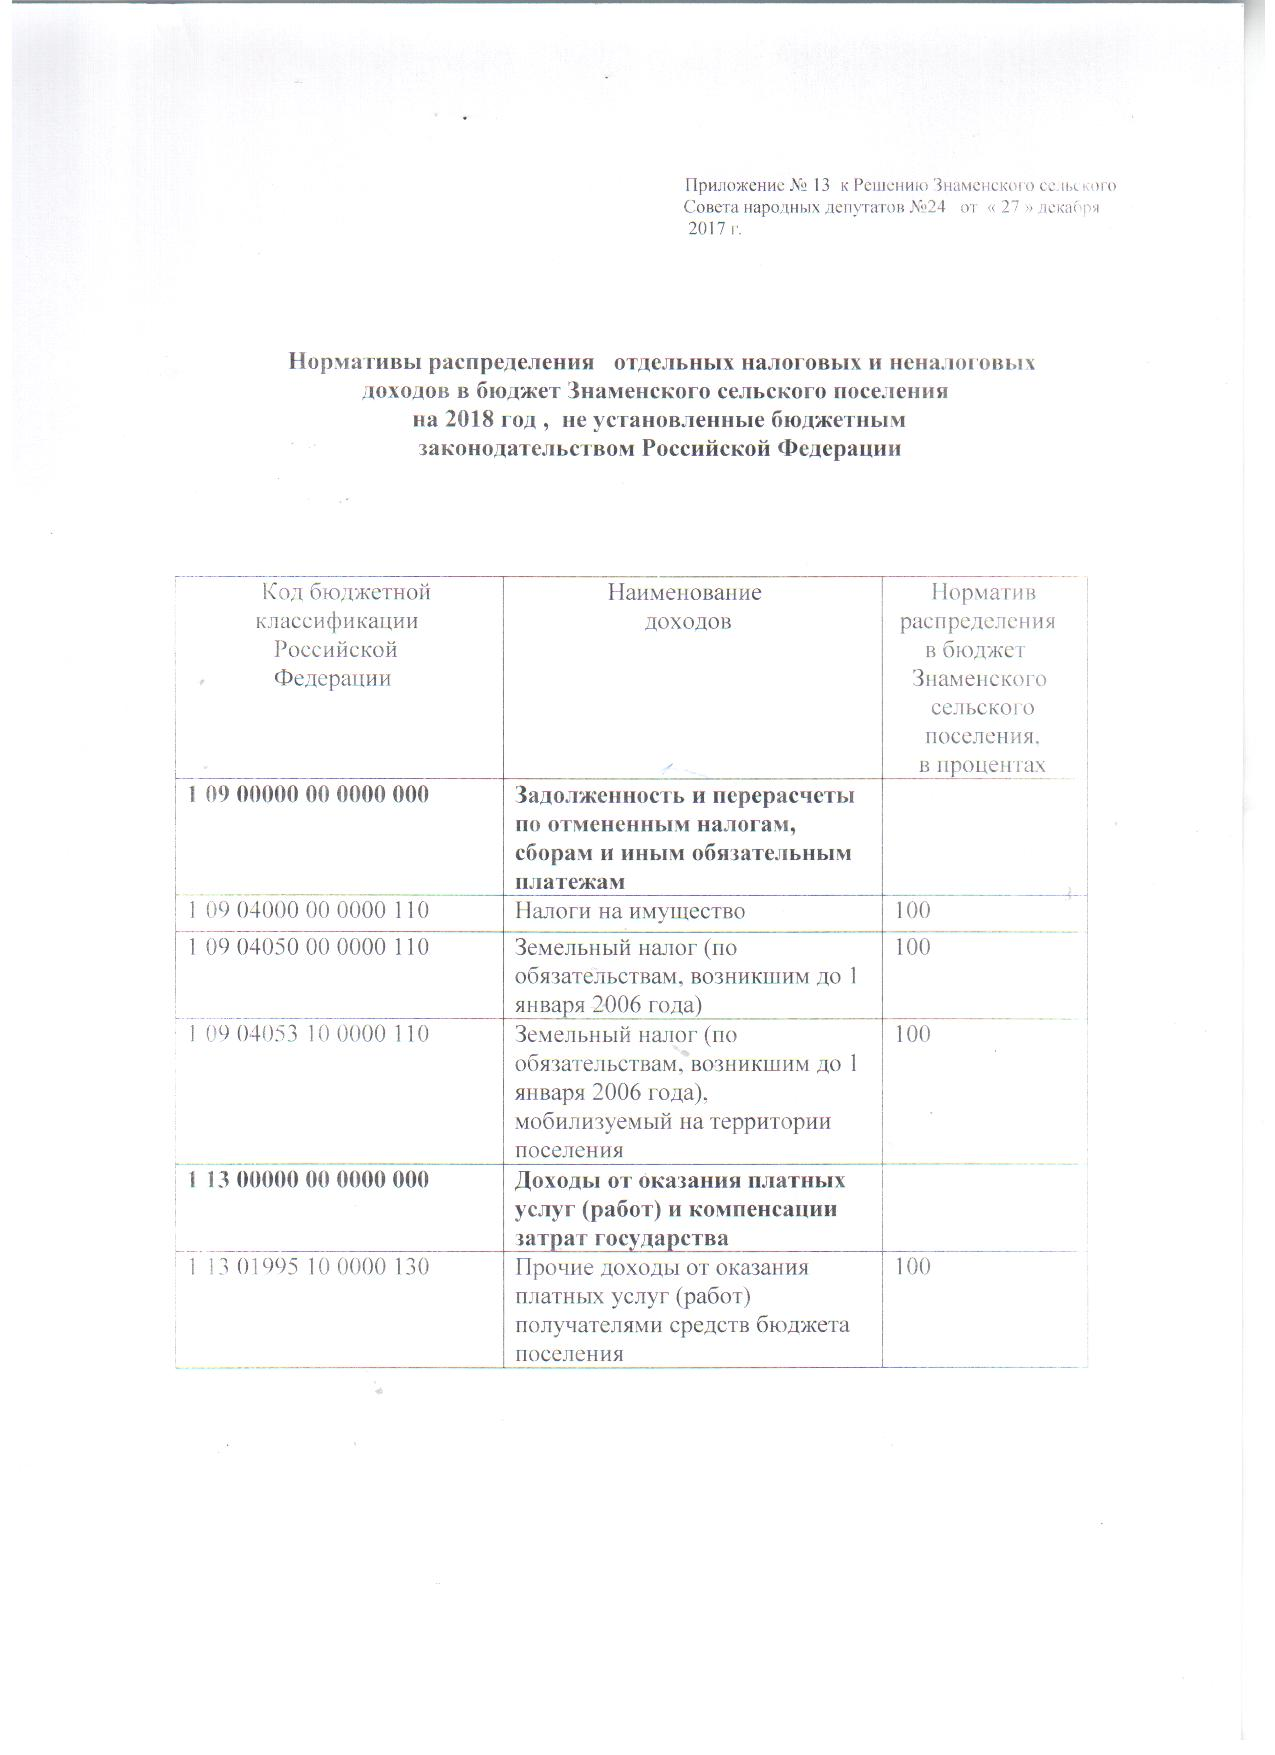 Приложение № 13 к Решению Знаменского сельского
Совета народных депутатов №24 от « 27 » декабря
2017 г.
Нормативы распределения отдельных налоговых и неналоговых
доходов в бюджет Знаменского сельского поселения
на 2018 год , не установленные бюджетным
законодательством Российской Федерации
Код бюджетной
классификации
Российской
Федерации
Наименование
доходов
Норматив
распределения
в бюджет
Знаменского
сельского
поселения,
в процентах
1 09 00000 00 0000 000
Задолженность и перерасчеты
по отмененным налогам,
сборам и иным обязательным
платежам
1 09 04000 00 0000 110
Налоги на имущество
100
1 09 04050 00 0000 110
Земельный налог (по
обязательствам, возникшим до 1
января 2006 года)
100
1 09 04053 10 0000 110
Земельный налог (по
обязательствам, возникшим до 1
января 2006 года),
мобилизуемый на территории
поселения
100
1 13 00000 00 0000 000
Доходы от оказания платных
услуг (работ) и компенсации
затрат государства
1 13 01995 10 0000 130
Прочие доходы от оказания
платных услуг (работ)
получателями средств бюджета
поселения
100